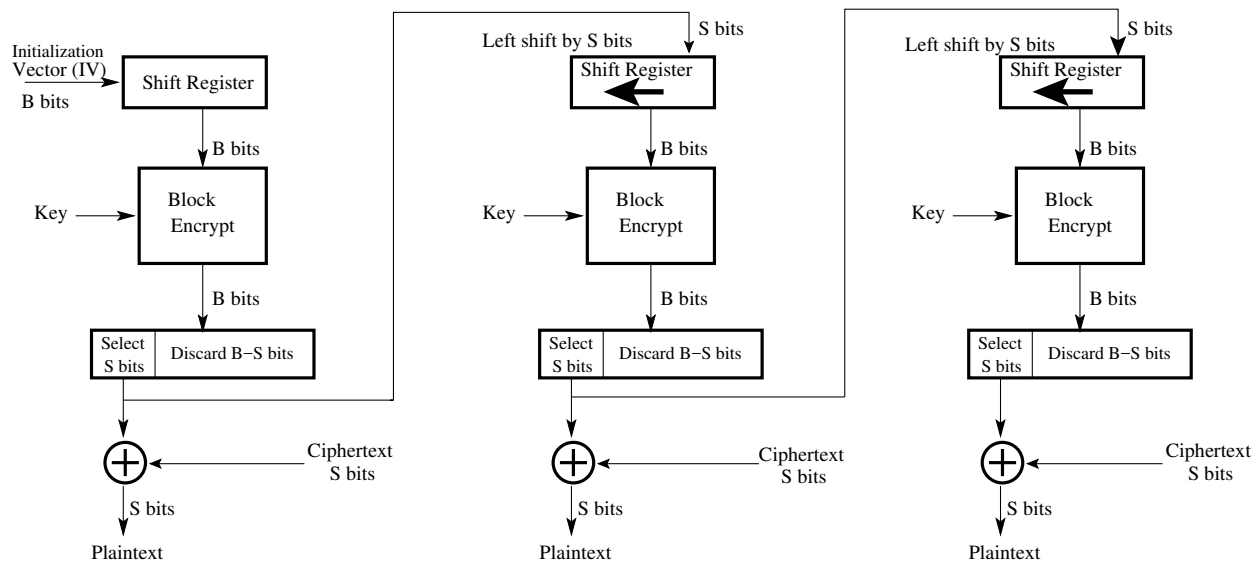 S bits
S bits
Left shift by S bits
Left shift by S bits
Initialization
Vector (IV)
B bits
Shift Register
Shift Register
Shift Register
B bits
B bits
B bits
Key
Block
Encrypt
Key
Block
Encrypt
Key
Block
Encrypt
B bits
B bits
B bits
Select
S bits
Discard B−S bits
Select
S bits
Discard B−S bits
Select
S bits
Discard B−S bits
Ciphertext
S bits
Ciphertext
S bits
Ciphertext
S bits
S bits
S bits
S bits
Plaintext
Plaintext
Plaintext